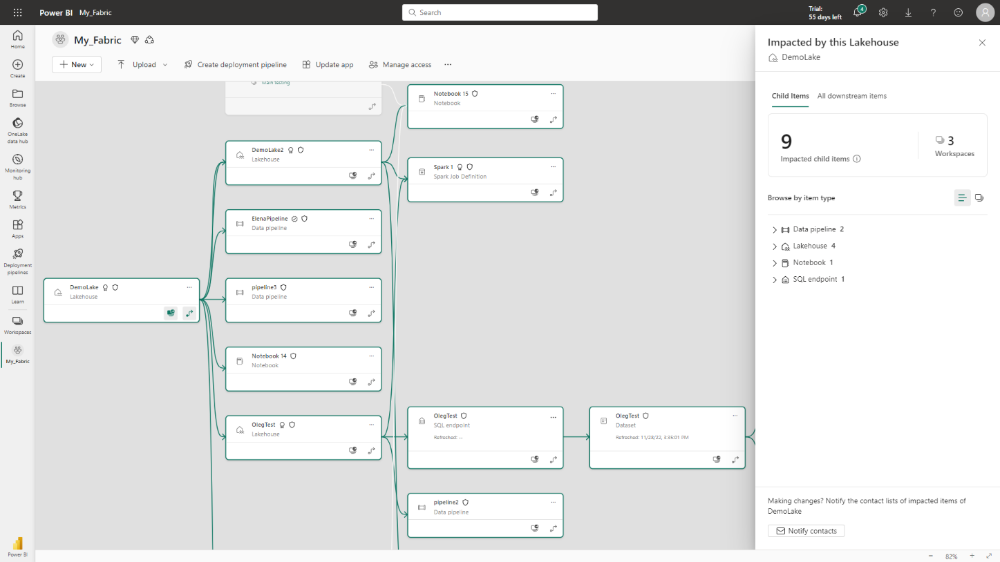 Power BI My_Fabric
Search
Trial:
55 days left
4
Home
Create
Browse
OneLake
data hub
Monitoring
hub
Metrics
Apps
Deployment
pipelines
Learn
Workspaces
My_Fabric
Power BI
My_Fabric
New
Upload
Create deployment pipeline
Update app
Manage access
Main testing
Notebook 15
Notebook
DemoLake2
Lakehouse
Spark 1
Spark Job Definition
ElenaPipeline
Data pipeline
DemoLake
Lakehouse
pipeline3
Data pipeline
Notebook 14
Notebook
OlegTest
Lakehouse
OlegTest
SQL endpoint
Refreshed: --
OlegTest
Dataset
Refreshed: 11/28/22, 3:35:01 PM
pipeline2
Data pipeline
Impacted by this Lakehouse
DemoLake
Child Items
All downstream items
9
Impacted child items
3
Workspaces
Browse by item type
Data pipeline 2
Lakehouse 4
Notebook 1
SQL endpoint 1
Making changes? Notify the contact lists of impacted items of
DemoLake
Notify contacts
82%